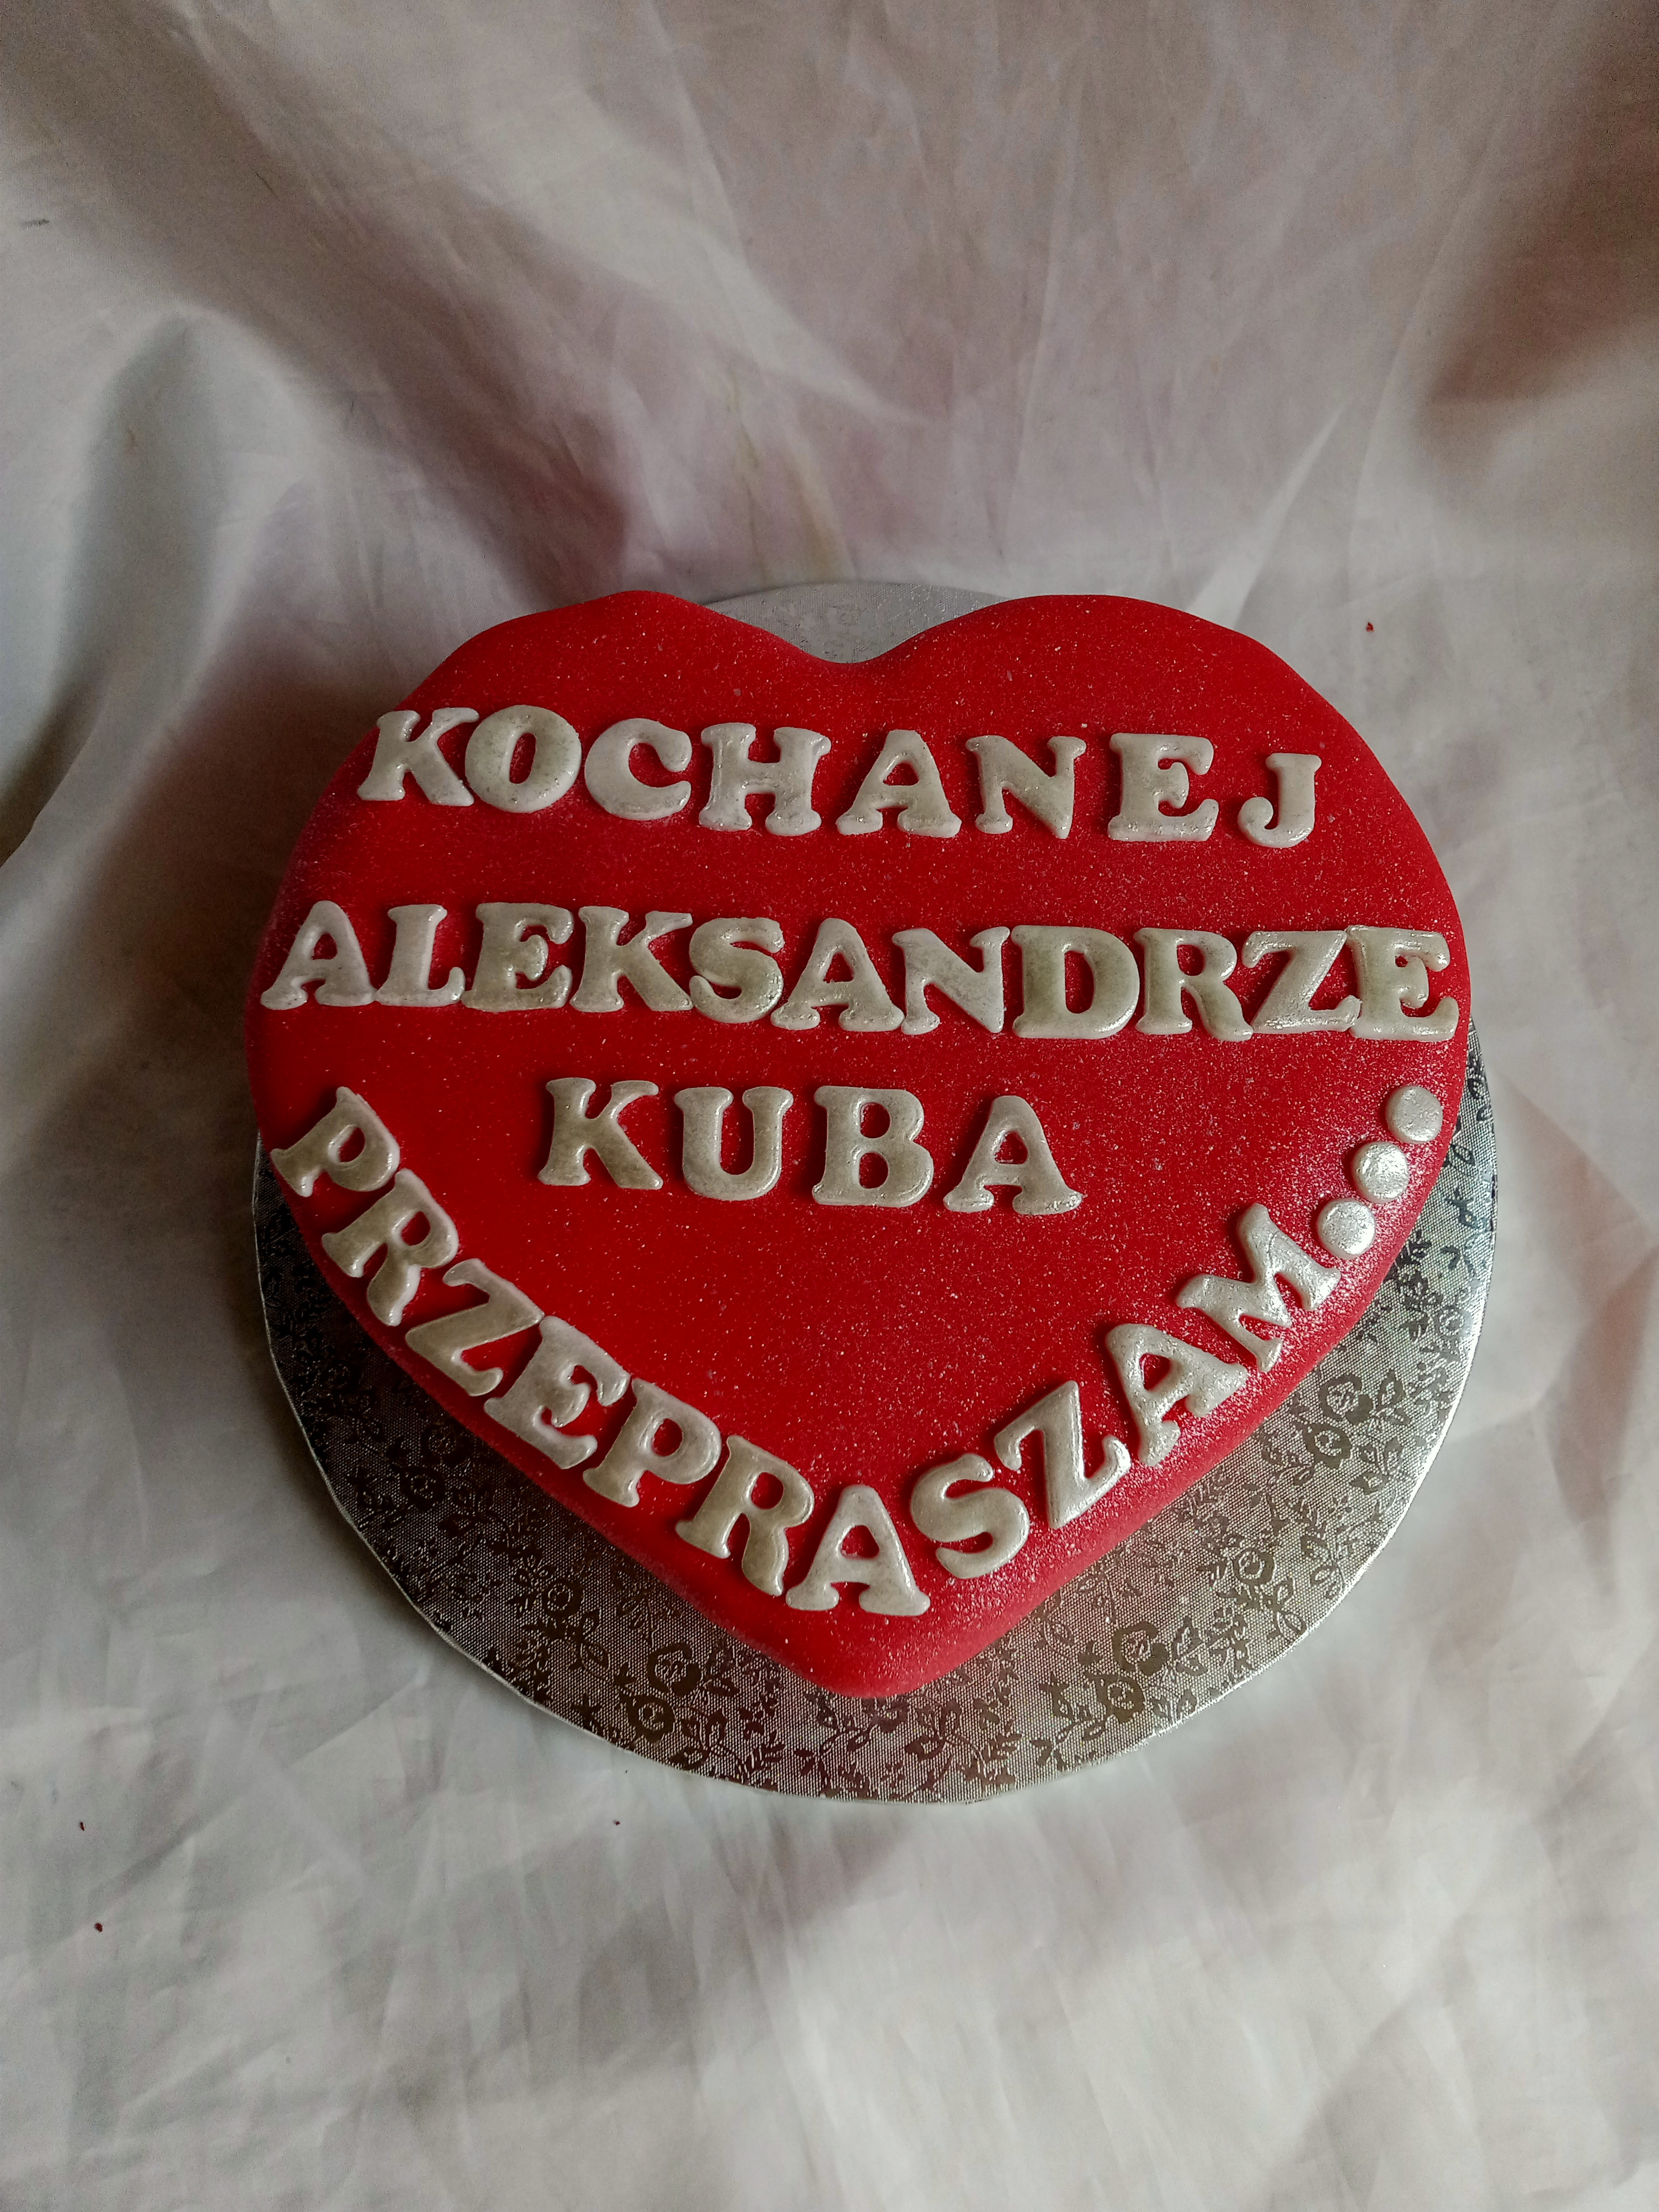 KOCHANEJ
ALEKSANDRZE
KUBA
PRZEPRASZAM...